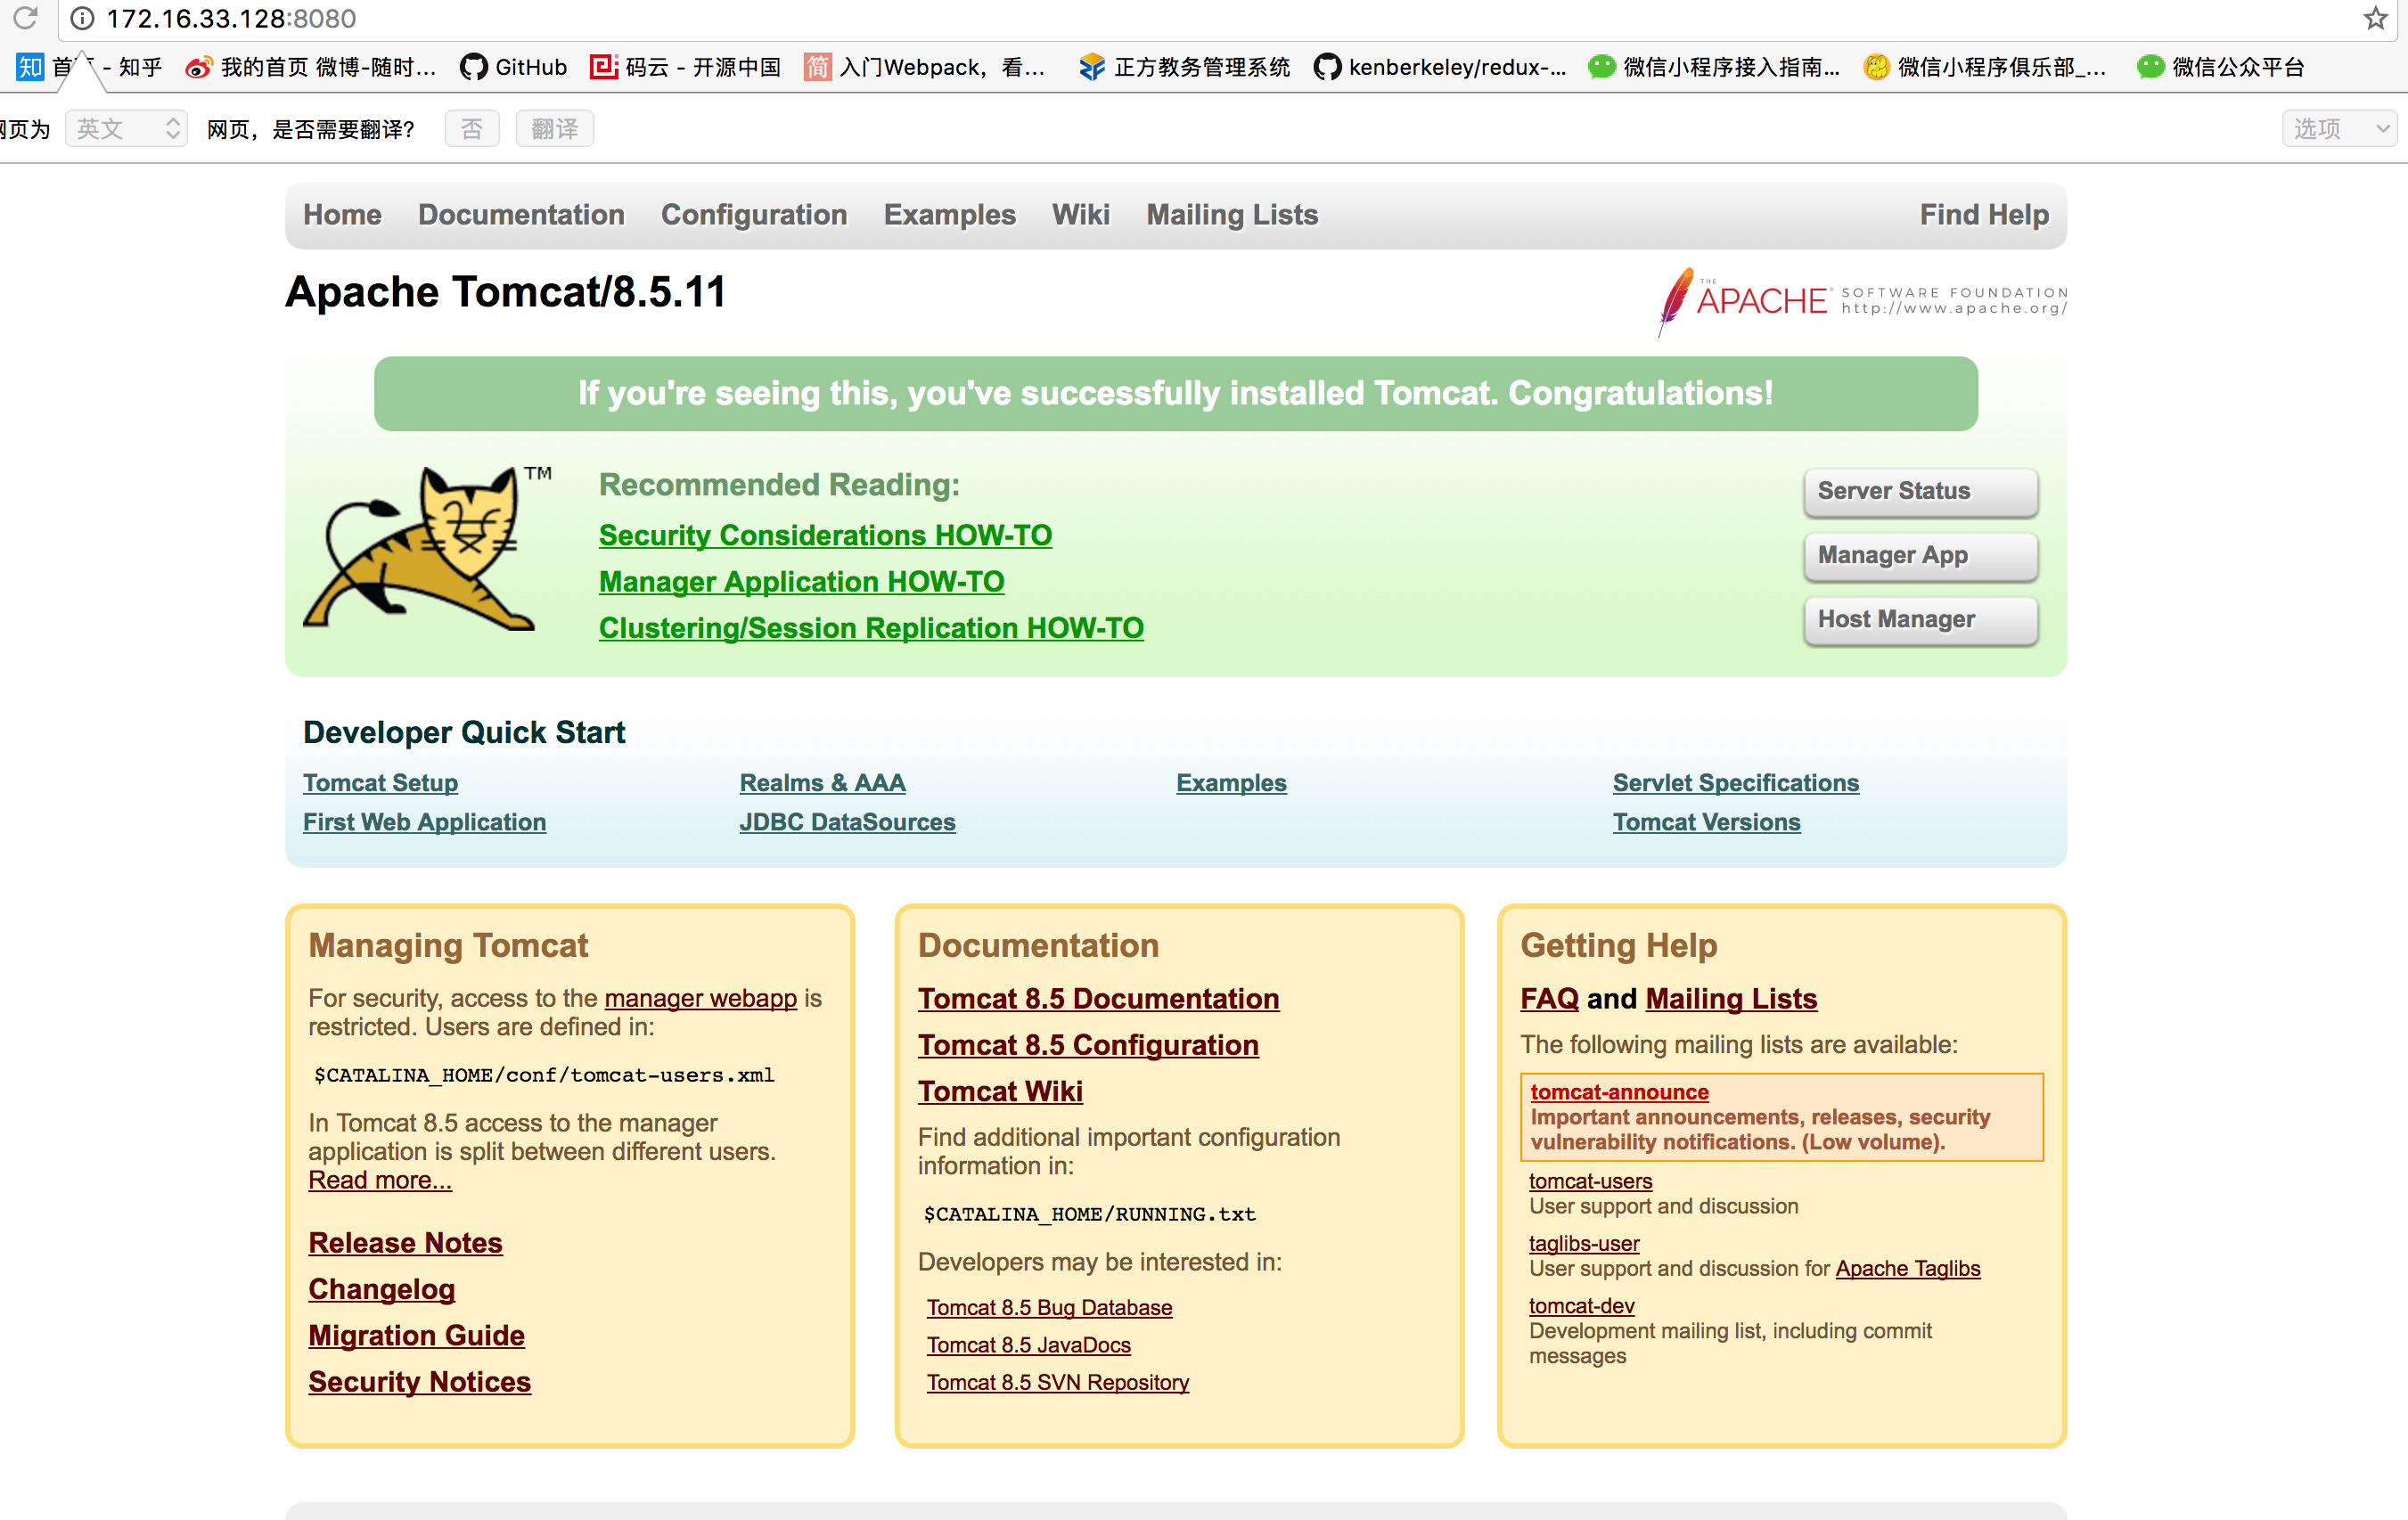 172.16.33.128:8080
知 首 - 知乎 我的首页 微博-随时... GitHub 码云 - 开源中国 简 入门Webpack，看... 正方教务管理系统 kenberkeley/redux-... 微信小程序接入指南... 微信小程序俱乐部_... 微信公众平台
网页为 英文 网页，是否需要翻译? 否 翻译 选项
Home Documentation Configuration Examples Wiki Mailing Lists Find Help
Apache Tomcat/8.5.11
THE APACHE® SOFTWARE FOUNDATION
http://www.apache.org/
If you're seeing this, you've successfully installed Tomcat. Congratulations!
TM
Recommended Reading:
Security Considerations HOW-TO
Manager Application HOW-TO
Clustering/Session Replication HOW-TO
Server Status
Manager App
Host Manager
Developer Quick Start
Tomcat Setup
First Web Application
Realms & AAA
JDBC DataSources
Examples
Servlet Specifications
Tomcat Versions
Managing Tomcat
For security, access to the manager webapp is
restricted. Users are defined in:
$CATALINA_HOME/conf/tomcat-users.xml
In Tomcat 8.5 access to the manager
application is split between different users.
Read more...
Release Notes
Changelog
Migration Guide
Security Notices
Documentation
Tomcat 8.5 Documentation
Tomcat 8.5 Configuration
Tomcat Wiki
Find additional important configuration
information in:
$CATALINA_HOME/RUNNING.txt
Developers may be interested in:
Tomcat 8.5 Bug Database
Tomcat 8.5 JavaDocs
Tomcat 8.5 SVN Repository
Getting Help
FAQ and Mailing Lists
The following mailing lists are available:
tomcat-announce
Important announcements, releases, security
vulnerability notifications. (Low volume).
tomcat-users
User support and discussion
taglibs-user
User support and discussion for Apache Taglibs
tomcat-dev
Development mailing list, including commit
messages